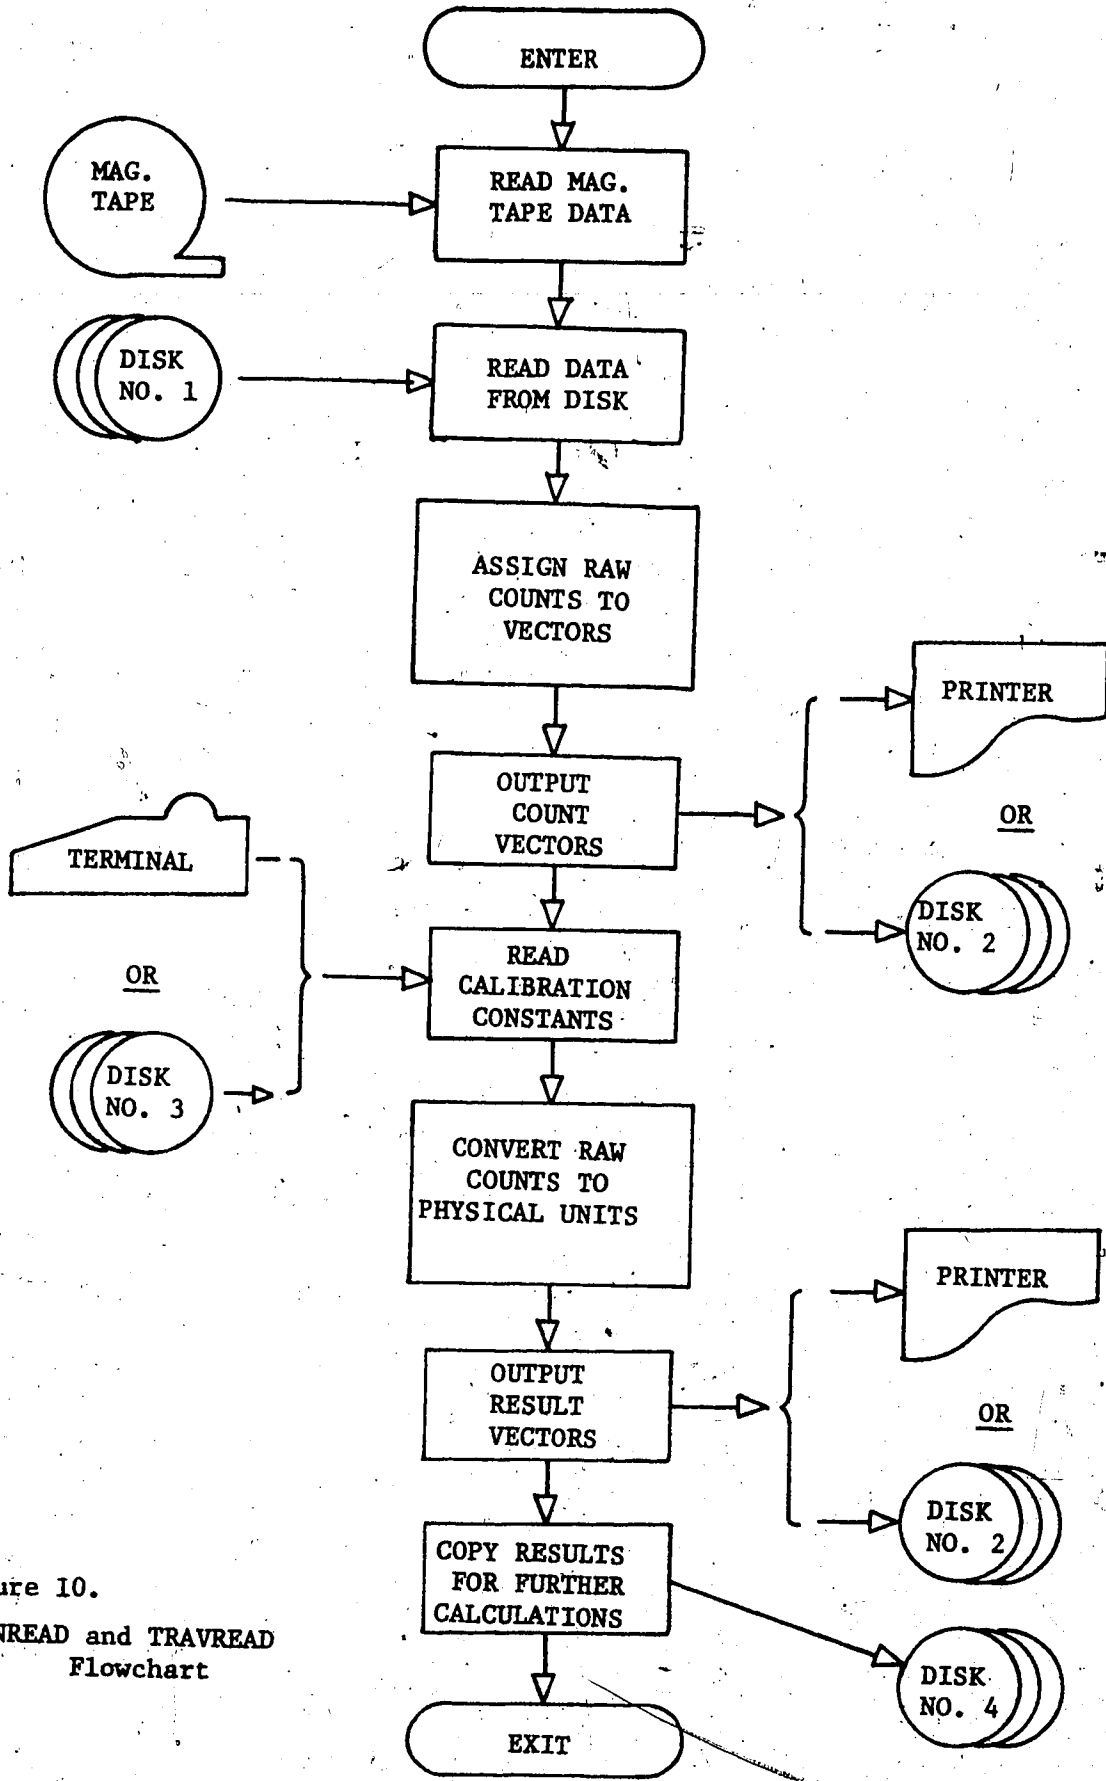 ENTER
MAG.
TAPE
READ MAG.
TAPE DATA
DISK
NO. 1
READ DATA
FROM DISK
ASSIGN RAW
COUNTS TO
VECTORS
PRINTER
OUTPUT
COUNT
VECTORS
OR
TERMINAL
DISK
NO. 2
READ
CALIBRATION
CONSTANTS
OR
DISK
NO. 3
CONVERT RAW
COUNTS TO
PHYSICAL UNITS
PRINTER
OUTPUT
RESULT
VECTORS
OR
DISK
NO. 2
COPY RESULTS
FOR FURTHER
CALCULATIONS
ure 10.
READ and TRAVREAD
Flowchart
DISK
NO. 4
EXIT